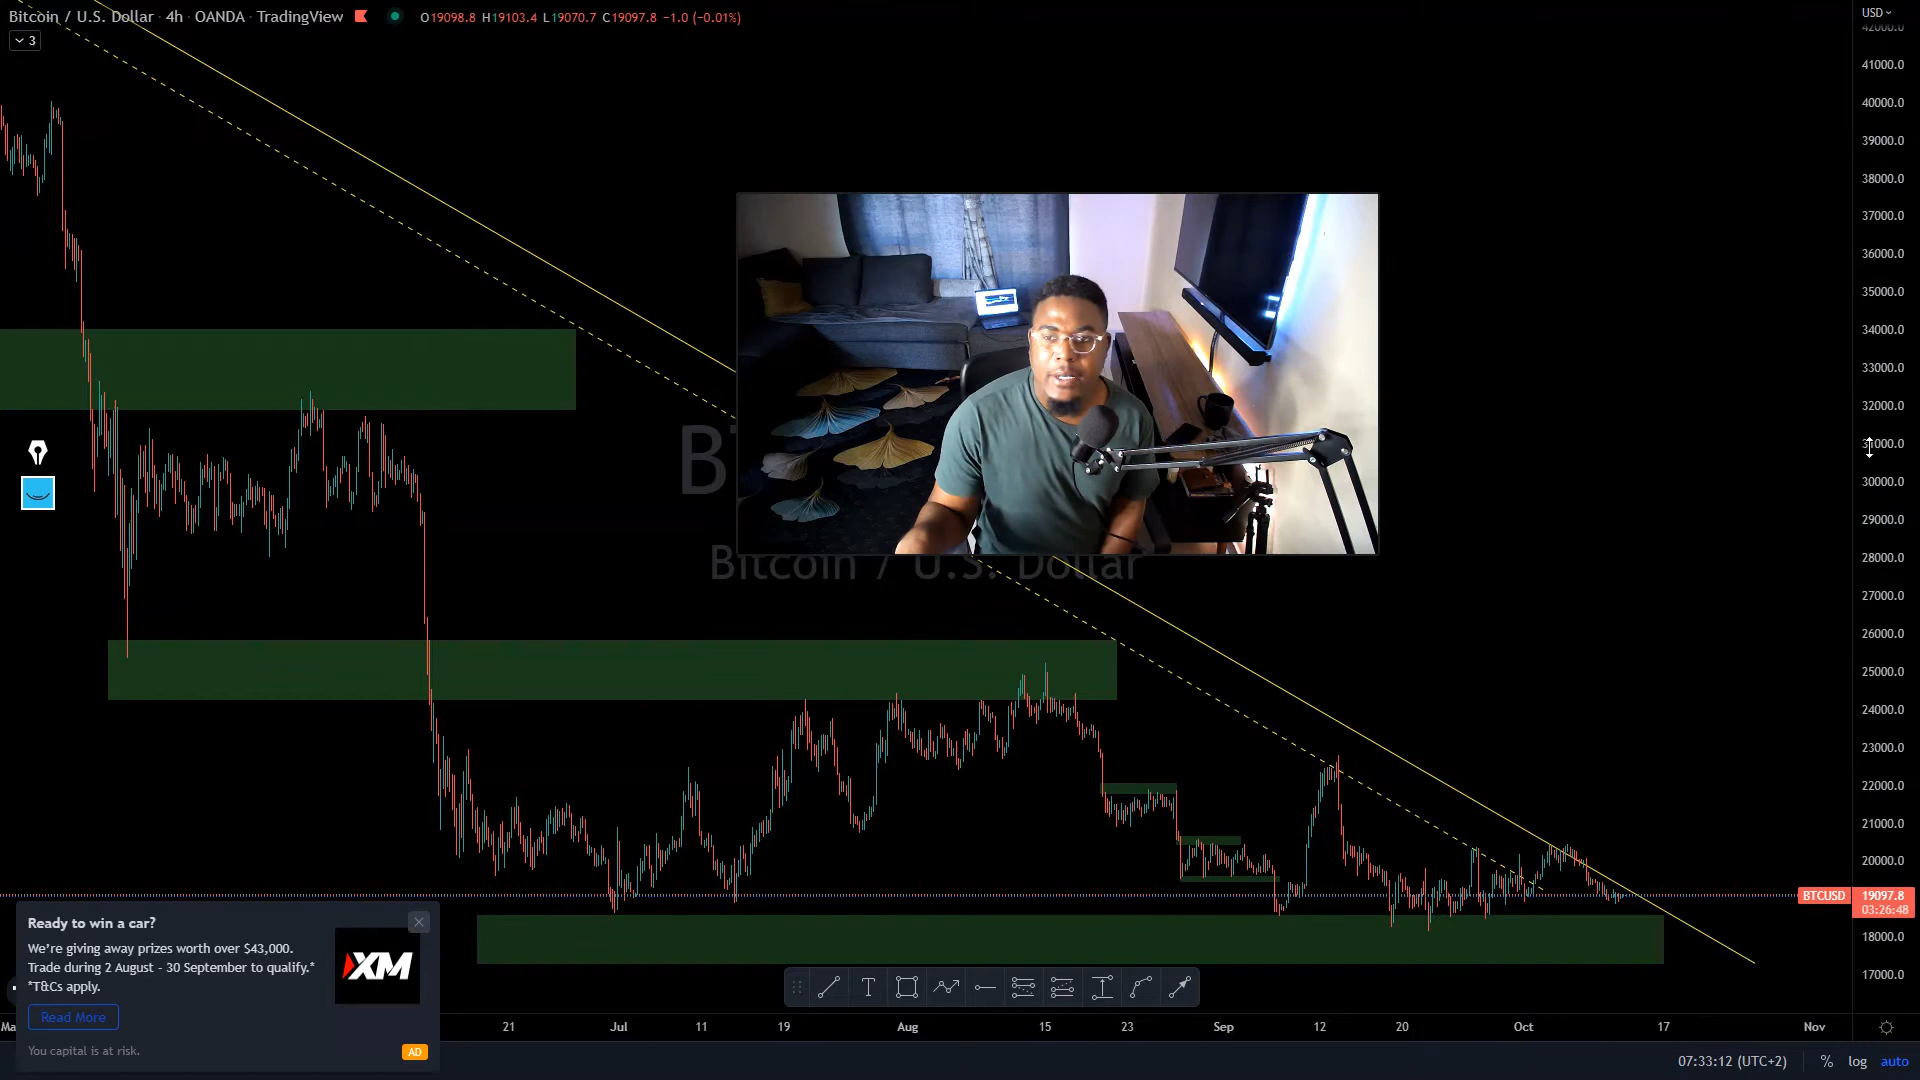 Bitcoin / U.S. Dollar · 4h · OANDA · TradingView O19098.8 H19103.4 L19070.7 C19097.8 −1.0 (−0.01%)
USD
3
42000.0
41000.0
40000.0
39000.0
38000.0
37000.0
36000.0
35000.0
34000.0
33000.0
32000.0
31000.0
30000.0
29000.0
28000.0
27000.0
26000.0
25000.0
24000.0
23000.0
22000.0
21000.0
20000.0
BTCUSD 19097.8
03:26:48
18000.0
17000.0
Bitcoin / U.S. Dollar
Ready to win a car?
We're giving away prizes worth over $43,000.
Trade during 2 August - 30 September to qualify.*
*T&Cs apply.
XM
Read More
You capital is at risk.
AD
T
21 Jul 11 19 Aug 15 23 Sep 12 20 Oct 17 Nov
07:33:12 (UTC+2) % log auto